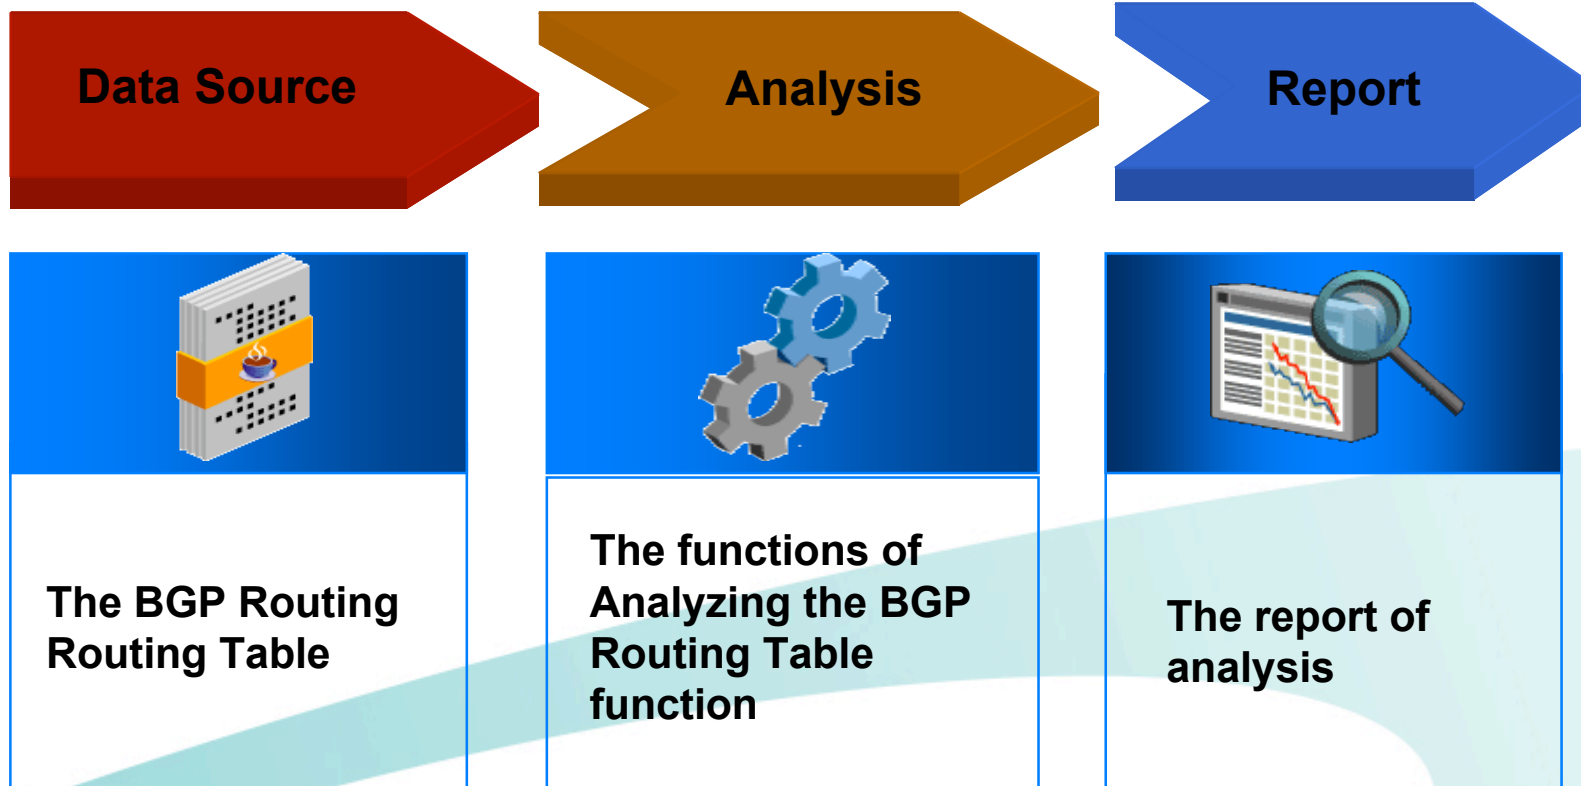 Data Source
Analysis
Report
The BGP Routing
Routing Table
The functions of
Analyzing the BGP
Routing Table
function
The report of
analysis